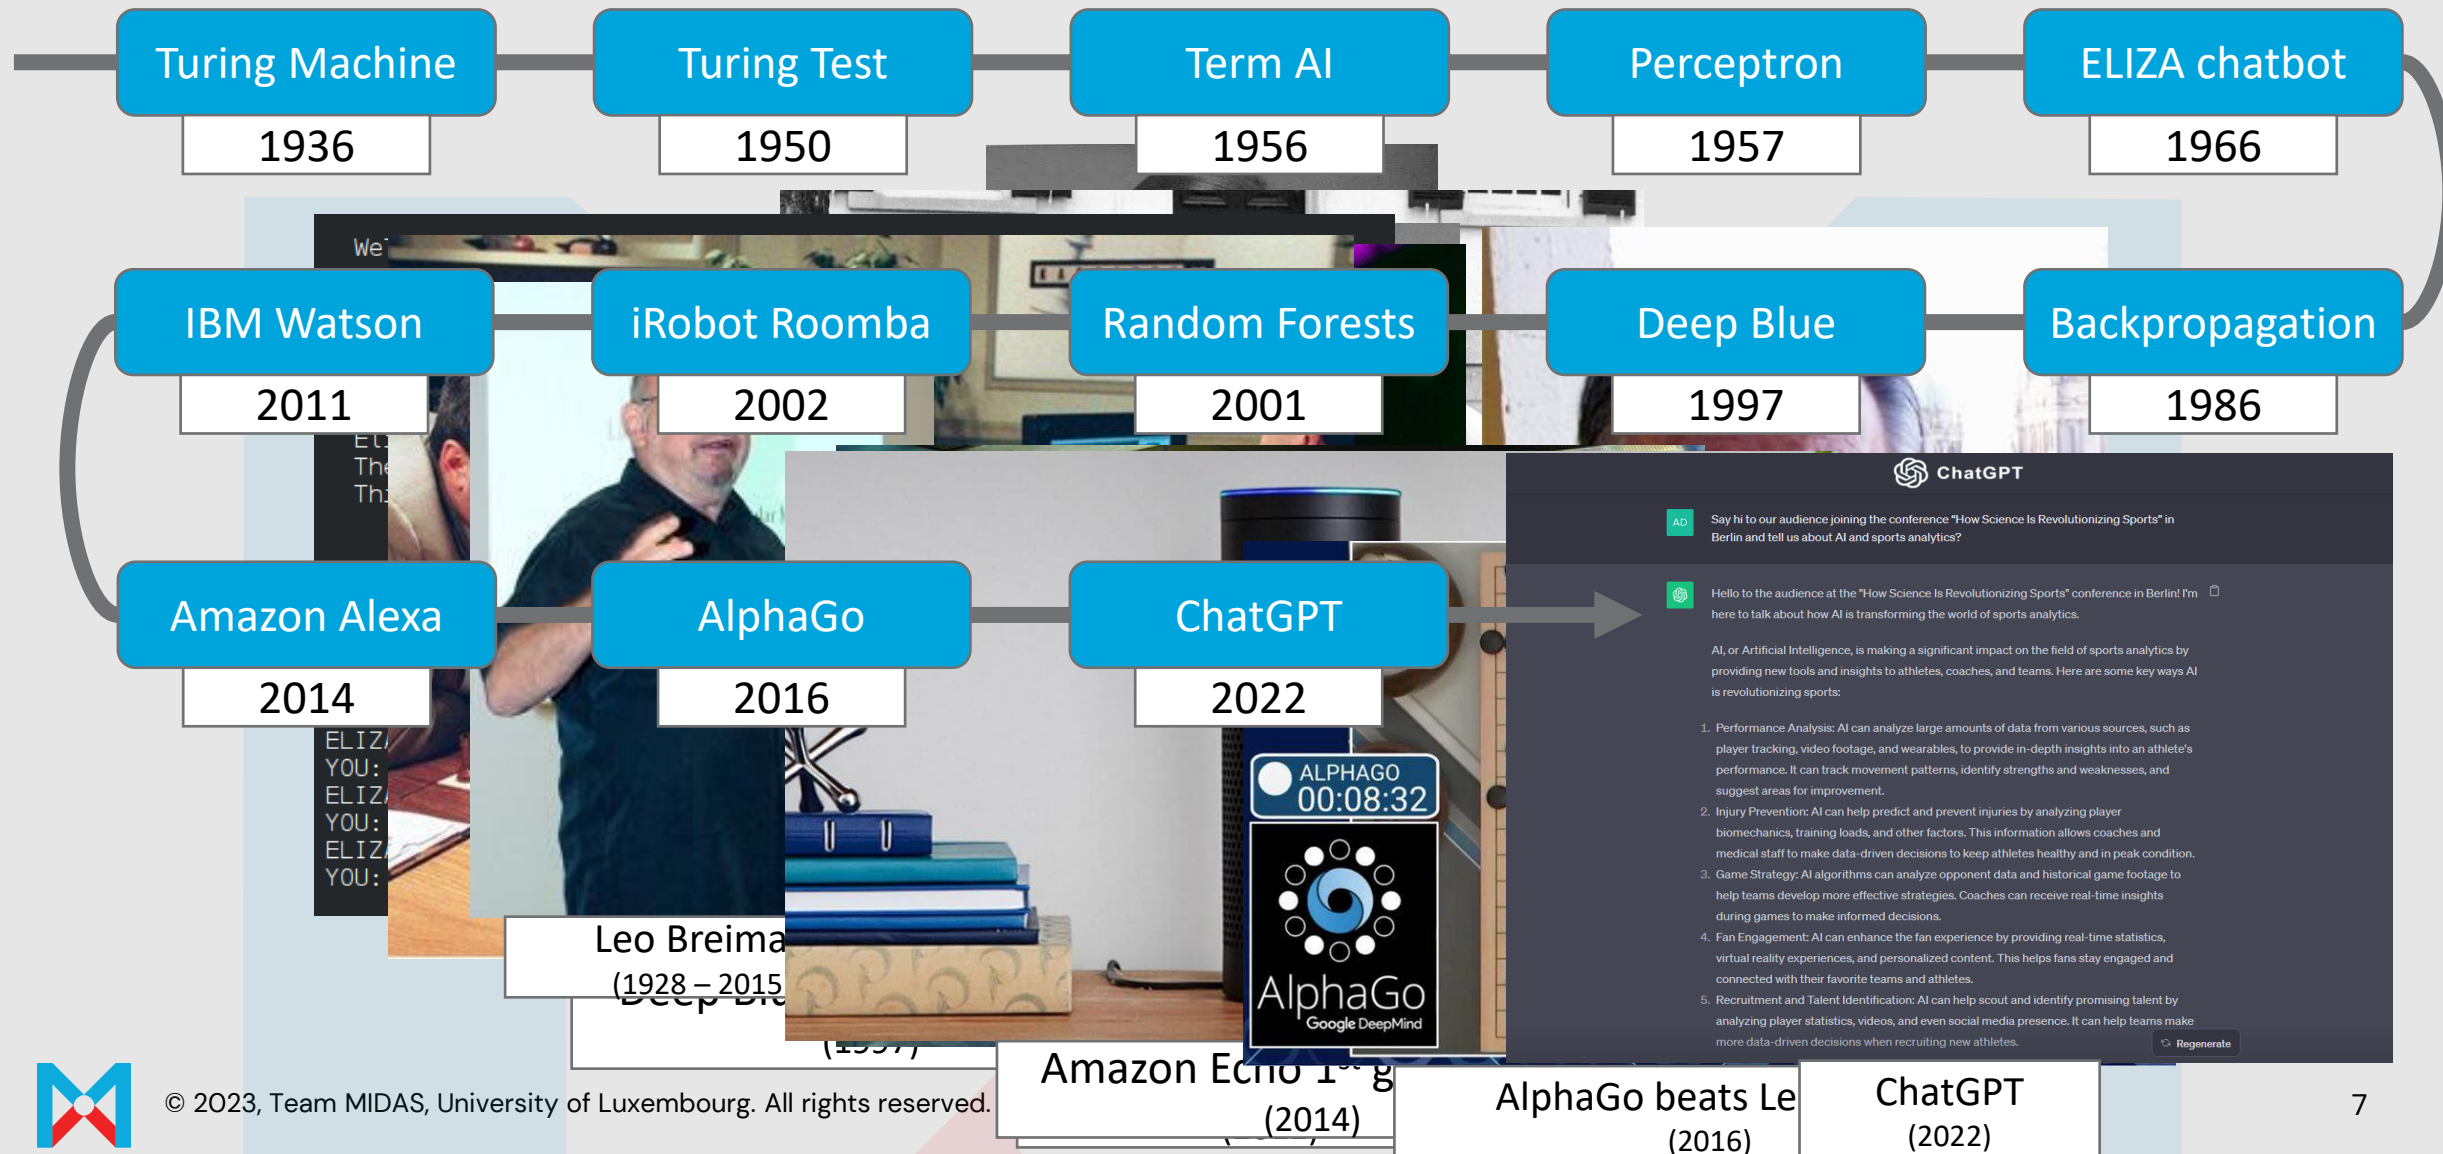 Turing Machine
1936
Turing Test
1950
Term AI
1956
Perceptron
1957
ELIZA chatbot
1966
IBM Watson
2011
iRobot Roomba
2002
Random Forests
2001
Deep Blue
1997
Backpropagation
1986
Amazon Alexa
2014
AlphaGo
2016
ChatGPT
2022
ELIZ
YOU:
ELIZ
YOU:
ELIZ
YOU:
ChatGPT
AD
Say hi to our audience joining the conference "How Science Is Revolutionizing Sports" in
Berlin and tell us about AI and sports analytics?
Hello to the audience at the "How Science Is Revolutionizing Sports" conference in Berlin! I'm
here to talk about how AI is transforming the world of sports analytics.
AI, or Artificial Intelligence, is making a significant impact on the field of sports analytics by
providing new tools and insights to athletes, coaches, and teams. Here are some key ways AI
is revolutionizing sports:
1. Performance Analysis: AI can analyze large amounts of data from various sources, such as
player tracking, video footage, and wearables, to provide in-depth insights into an athlete's
performance. It can track movement patterns, identify strengths and weaknesses, and
suggest areas for improvement.
2. Injury Prevention: AI can help predict and prevent injuries by analyzing player
biomechanics, training loads, and other factors. This information allows coaches and
medical staff to make data-driven decisions to keep athletes healthy and in peak condition.
3. Game Strategy: AI algorithms can analyze opponent data and historical game footage to
help teams develop more effective strategies. Coaches can receive real-time insights
during games to make informed decisions.
4. Fan Engagement: AI can enhance the fan experience by providing real-time statistics,
virtual reality experiences, and personalized content. This helps fans stay engaged and
connected with their favorite teams and athletes.
5. Recruitment and Talent Identification: AI can help scout and identify promising talent by
analyzing player statistics, videos, and even social media presence. It can help teams make
more data-driven decisions when recruiting new athletes.
Regenerate
ALPHAGO
00:08:32
AlphaGo
Google DeepMind
Leo Breima
(1928 – 2015
Deep Blu
(1997)
Amazon Echo 1st g
(2014)
AlphaGo beats Le
(2016)
ChatGPT
(2022)
© 2023, Team MIDAS, University of Luxembourg. All rights reserved.
7